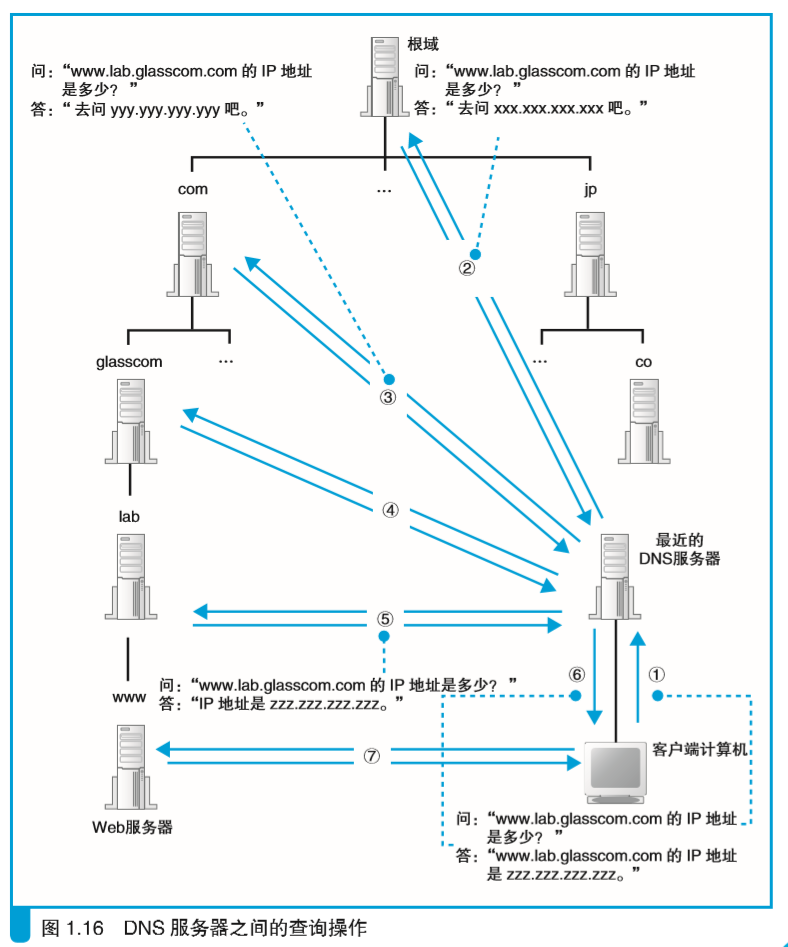 根域
问：“www.lab.glasscom.com 的 IP 地址
是多少？ ”
答：“去问 yyy.yyy.yyy.yyy 吧。”
问：“www.lab.glasscom.com 的 IP 地址
是多少？ ”
答：“去问 xxx.xxx.xxx.xxx 吧。”
com
…
jp
②
glasscom
…
…
co
③
④
lab
最近的
DNS服务器
⑤
www
问：“www.lab.glasscom.com 的 IP 地址是多少？ ”
答：“IP 地址是 zzz.zzz.zzz.zzz。”
⑥
①
⑦
客户端计算机
Web服务器
问：“www.lab.glasscom.com 的 IP 地址
是多少？ ”
答：“www.lab.glasscom.com 的 IP 地址
是 zzz.zzz.zzz.zzz。”
图 1.16 DNS 服务器之间的查询操作